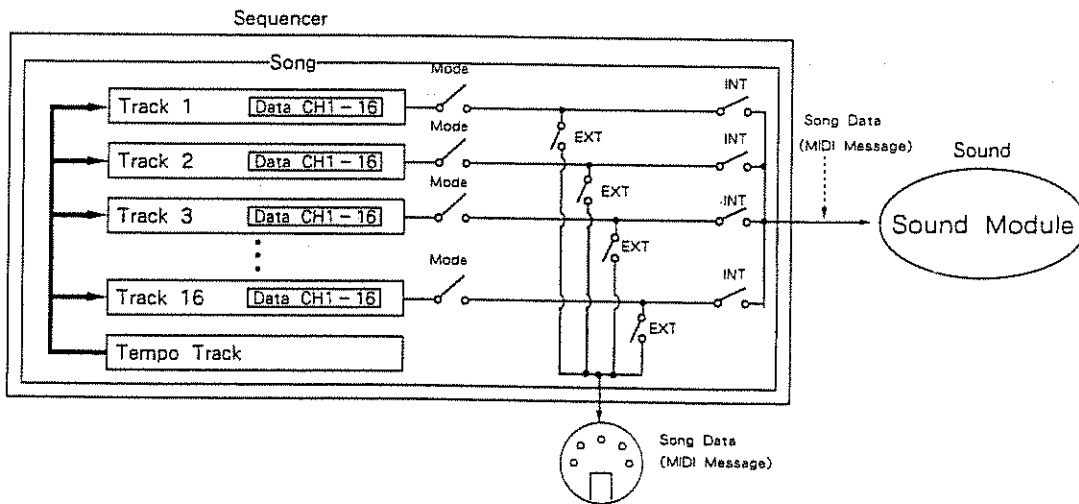 Sequencer
Song
Mode
INT
Track 1
Data CH1-16
EXT
Song Data
(MIDI Message)
Mode
INT
Track 2
Data CH1-16
EXT
Sound
Mode
INT
Track 3
Data CH1-16
EXT
Sound Module
Mode
INT
Track 16
Data CH1-16
EXT
Tempo Track
Song Data
(MIDI Message)